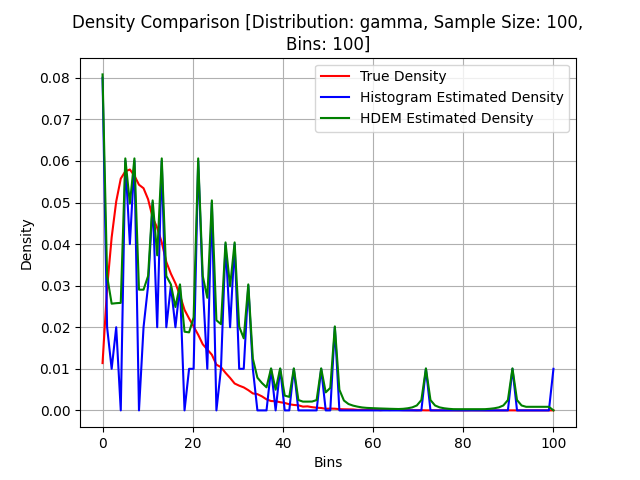 Density Comparison [Distribution: gamma, Sample Size: 100,
Bins: 100]
True Density
Histogram Estimated Density
HDEM Estimated Density
Density
0.08
0.07
0.06
0.05
0.04
0.03
0.02
0.01
0.00
0 20 40 60 80 100
Bins